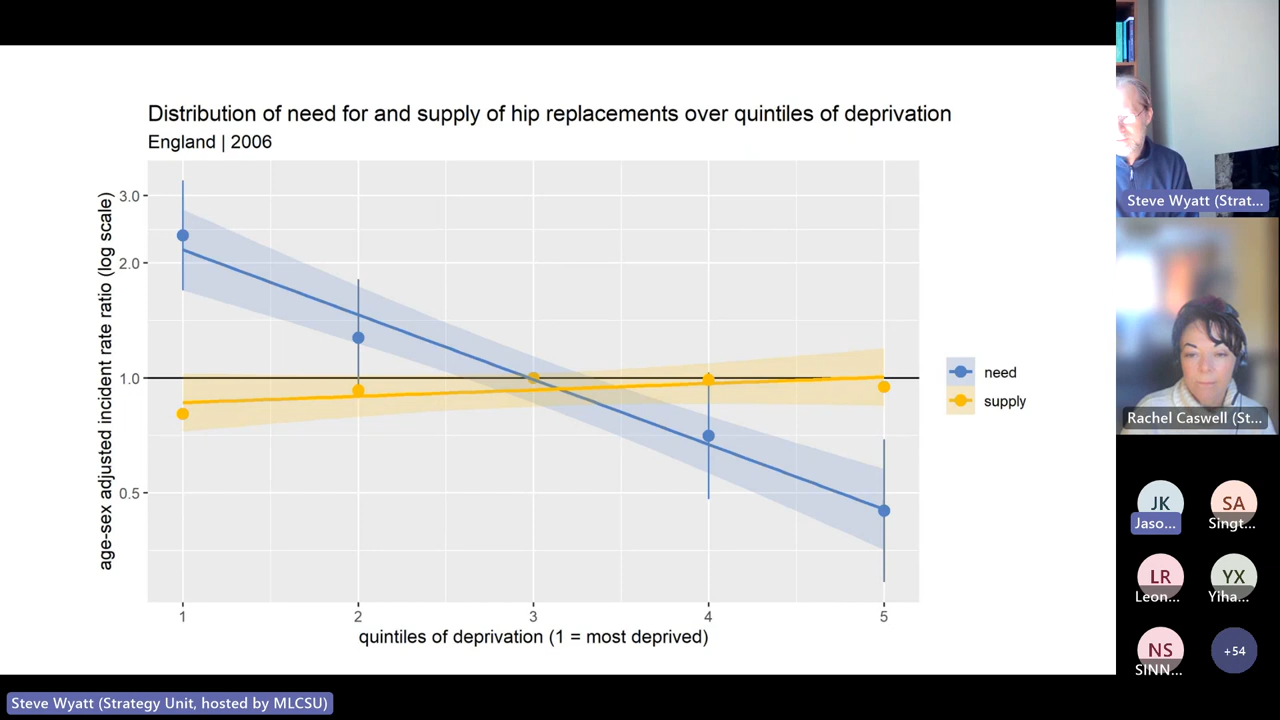 Distribution of need for and supply of hip replacements over quintiles of deprivation
England | 2006
age-sex adjusted incident rate ratio (log scale)
3.0
2.0
1.0
0.5
1
2
3
4
5
quintiles of deprivation (1 = most deprived)
need
supply
Steve Wyatt (Strat...
Rachel Caswell (St...
JK
Jaso...
SA
Singt...
LR
Leon...
YX
Yiha...
NS
SINN...
+54
Steve Wyatt (Strategy Unit, hosted by MLCSU)